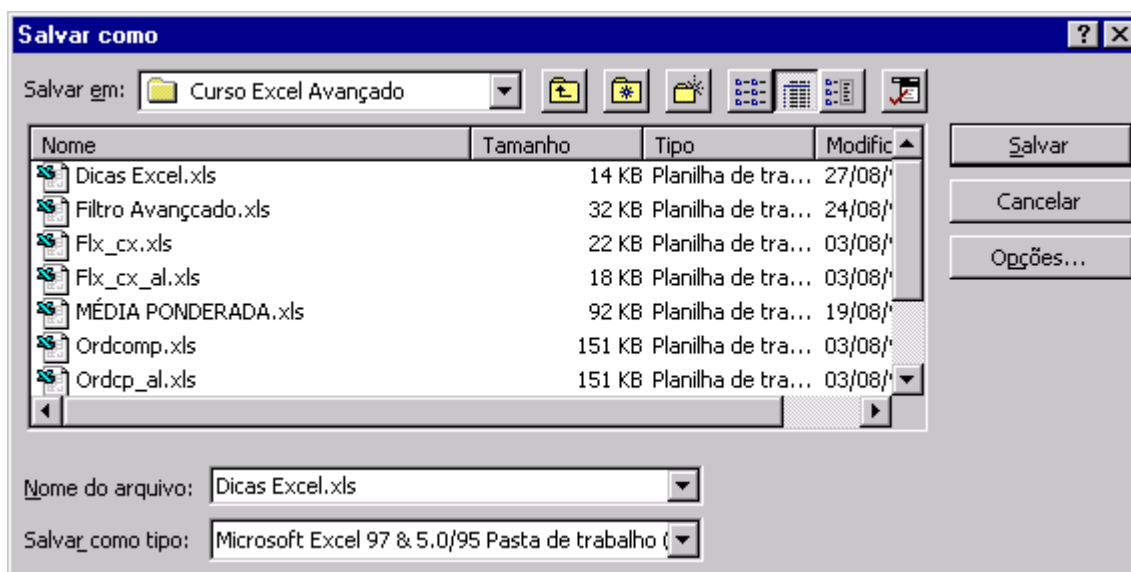 Salvar como
Salvar em: Curso Excel Avançado
Nome Tamanho Tipo Modific
Dicas Excel.xls 14 KB Planilha de tra... 27/08/
Filtro Avançcado.xls 32 KB Planilha de tra... 24/08/
Flx_cx.xls 22 KB Planilha de tra... 03/08/
Flx_cx_al.xls 18 KB Planilha de tra... 03/08/
MÉDIA PONDERADA.xls 92 KB Planilha de tra... 19/08/
Ordcomp.xls 151 KB Planilha de tra... 03/08/
Ordcp_al.xls 151 KB Planilha de tra... 03/08/
Salvar
Cancelar
Opções...
Nome do arquivo: Dicas Excel.xls
Salvar como tipo: Microsoft Excel 97 & 5.0/95 Pasta de trabalho (